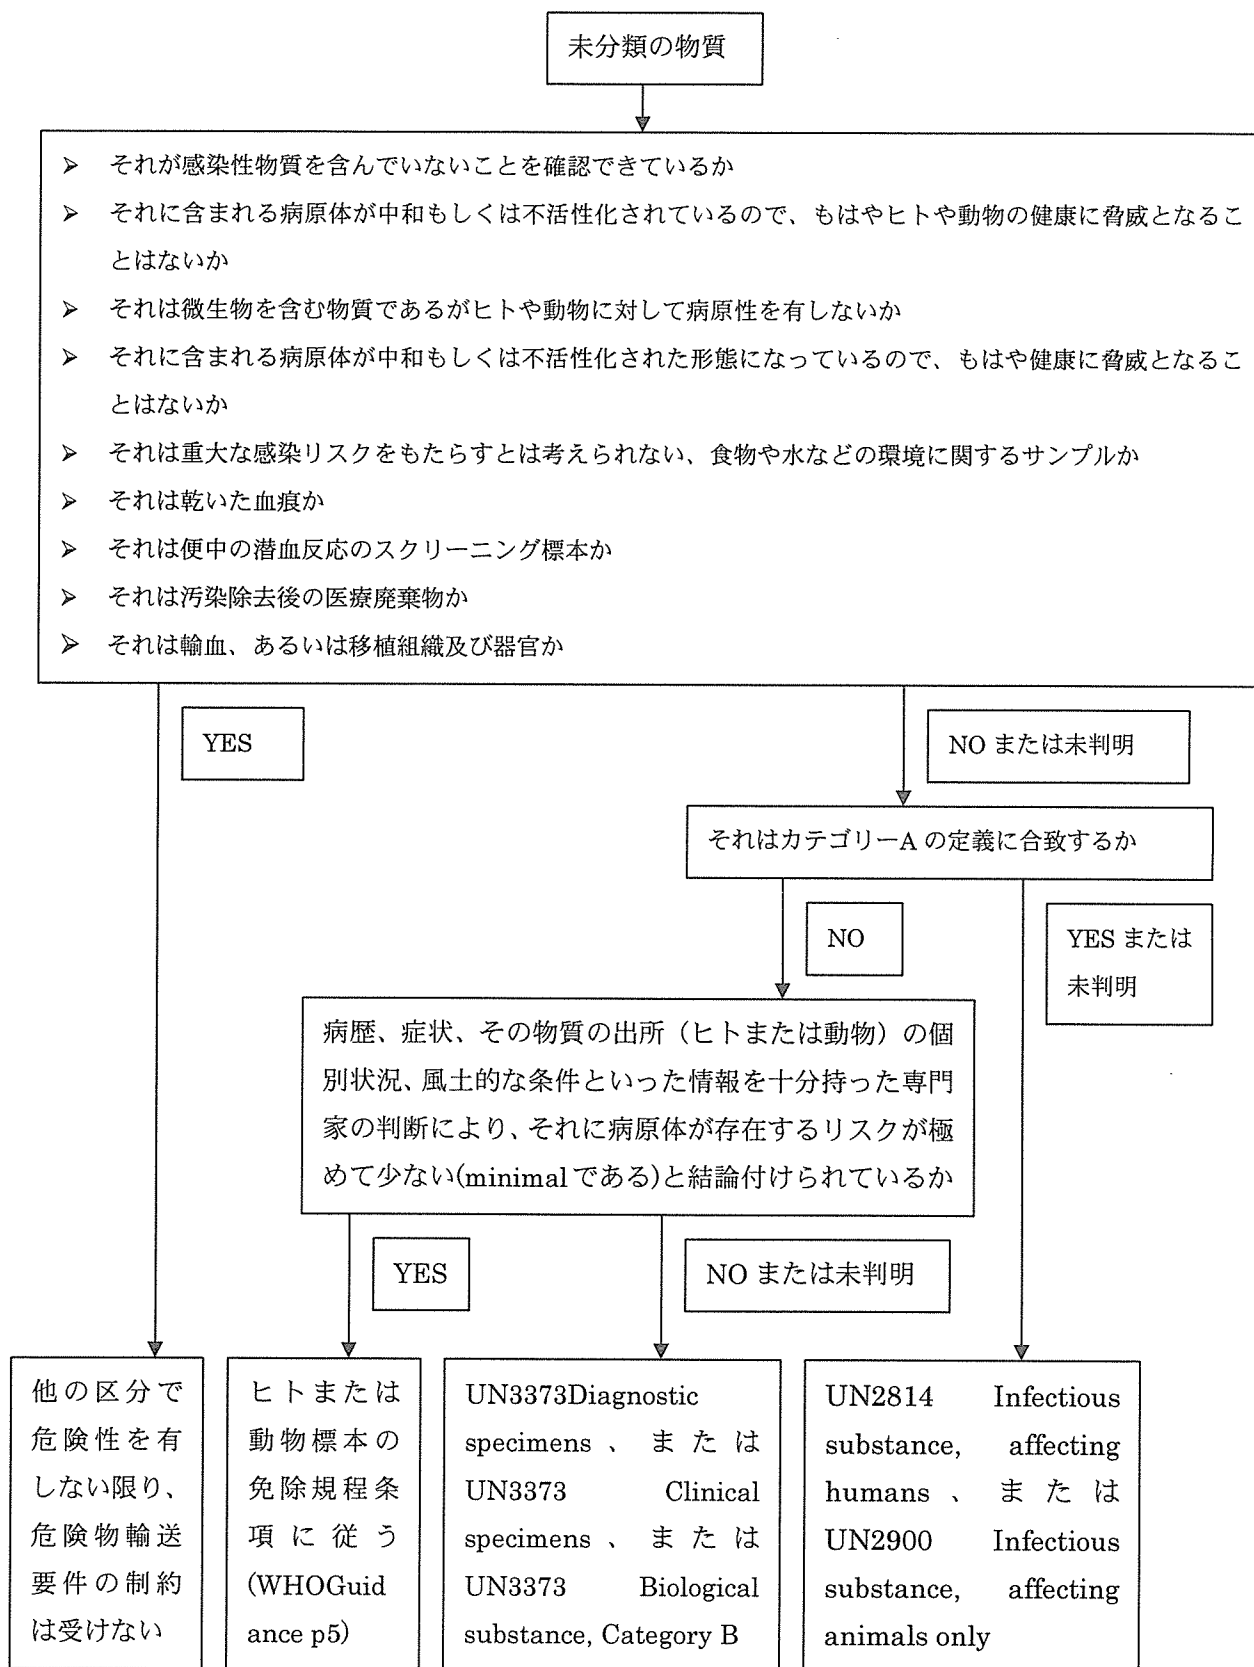 未分類の物質
➢ それが感染性物質を含んでいないことを確認できているか
➢ それに含まれる病原体が中和もしくは不活性化されているので、もはやヒトや動物の健康に脅威となるこ
とはないか
➢ それは微生物を含む物質であるがヒトや動物に対して病原性を有しないか
➢ それに含まれる病原体が中和もしくは不活性化された形態になっているので、もはや健康に脅威となるこ
とはないか
➢ それは重大な感染リスクをもたらすとは考えられない、食物や水などの環境に関するサンプルか
➢ それは乾いた血痕か
➢ それは便中の潜血反応のスクリーニング標本か
➢ それは汚染除去後の医療廃棄物か
➢ それは輸血、あるいは移植組織及び器官か
YES
NO または未判明
それはカテゴリーA の定義に合致するか
NO
YES または
未判明
病歴、症状、その物質の出所（ヒトまたは動物）の個
別状況、風土的な条件といった情報を十分持った専門
家の判断により、それに病原体が存在するリスクが極
めて少ない(minimal である)と結論付けられているか
YES
NO または未判明
他の区分で
危険性を有
しない限り、
危険物輸送
要件の制約
は受けない
ヒトまたは
動物標本の
免除規程条
項に従う
(WHOGuid
ance p5)
UN3373Diagnostic
specimens 、または
UN3373 Clinical
specimens 、または
UN3373 Biological
substance, Category B
UN2814 Infectious
substance, affecting
humans 、または
UN2900 Infectious
substance, affecting
animals only